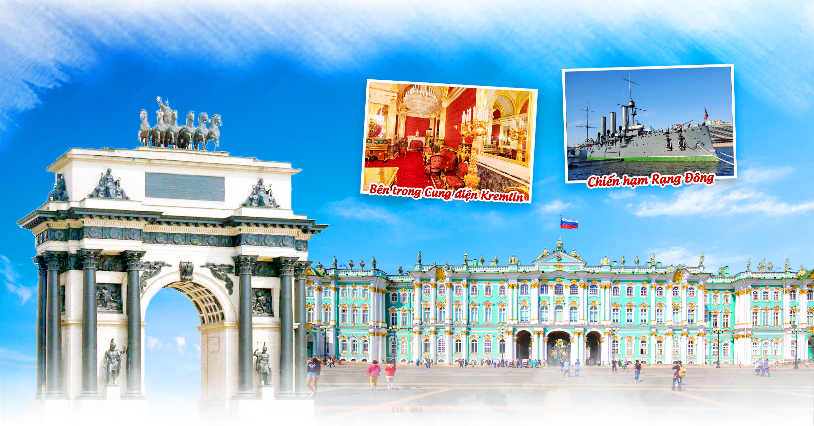 Bên trong Cung điện Kremlin
Chiến hạm Rạng Đông